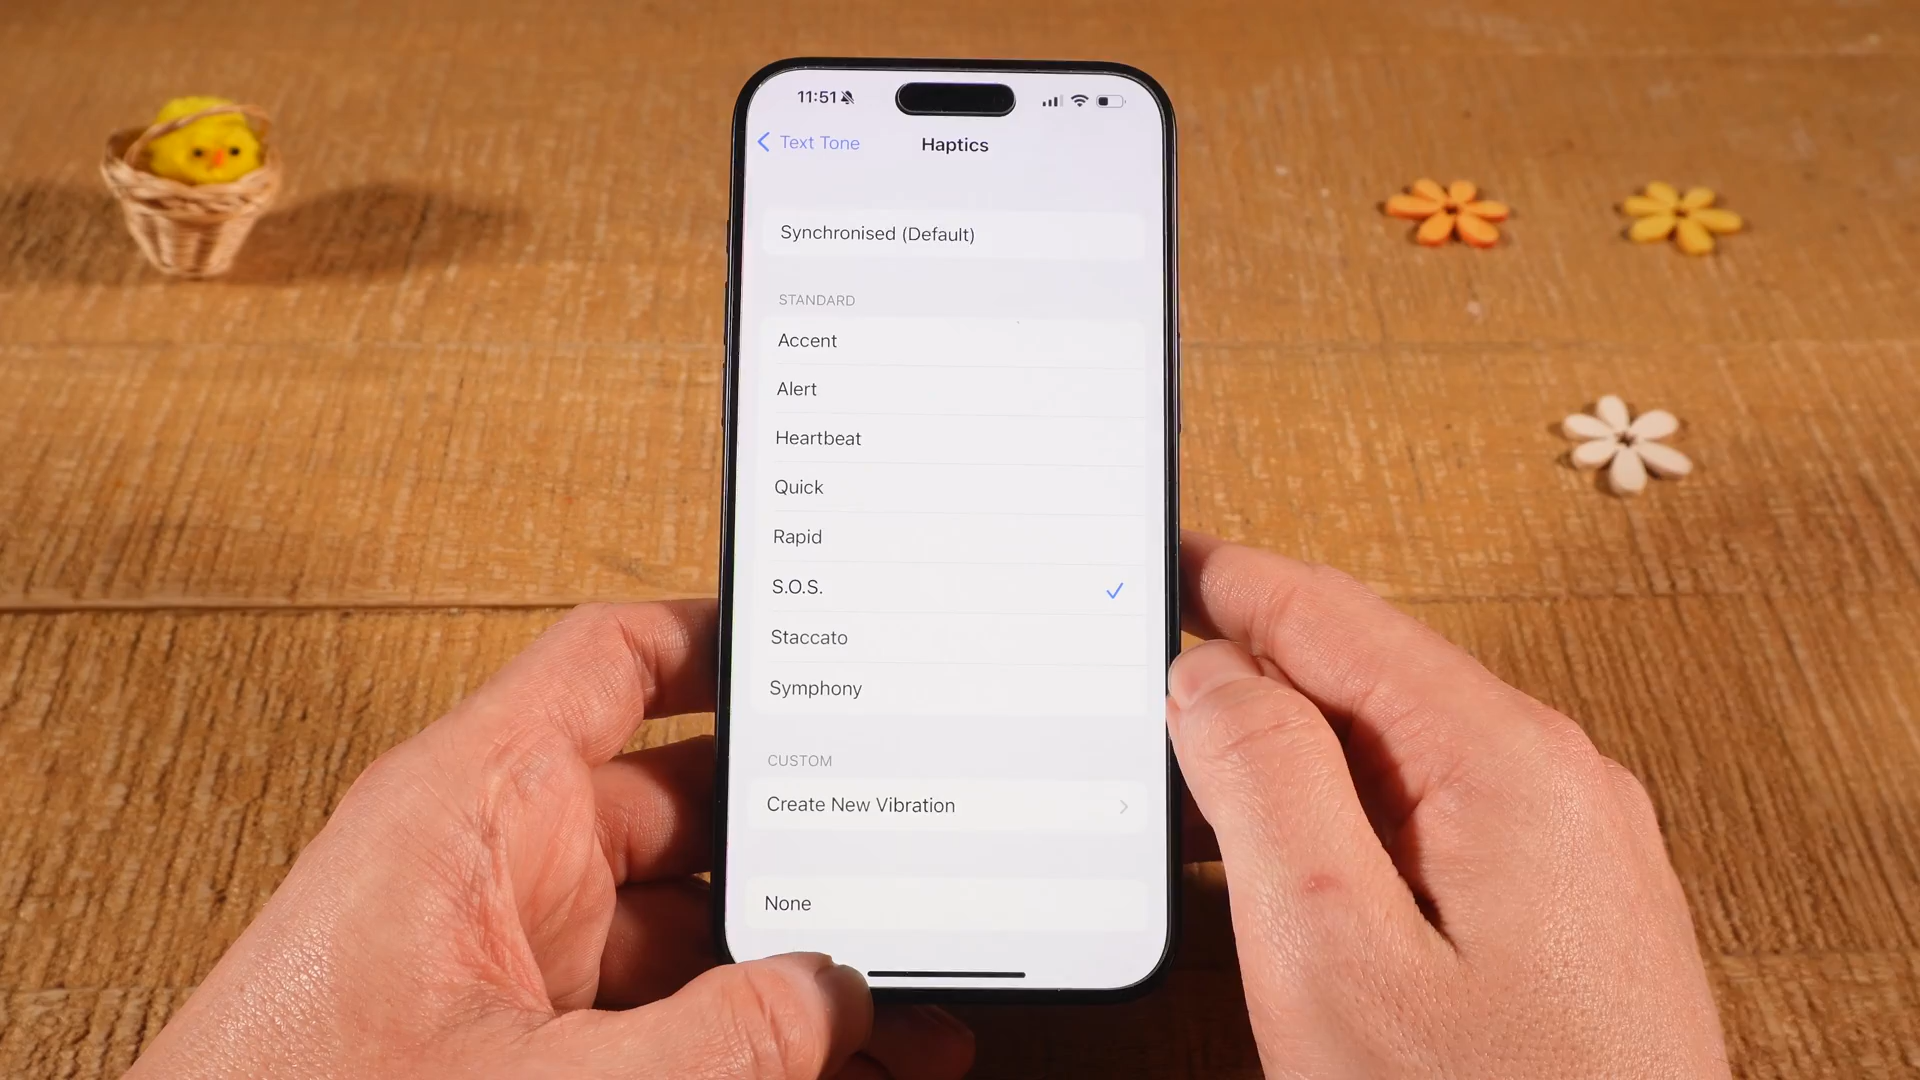 11:51
Text Tone
Haptics
Synchronised (Default)
STANDARD
Accent
Alert
Heartbeat
Quick
Rapid
S.O.S.
Staccato
Symphony
CUSTOM
Create New Vibration
None